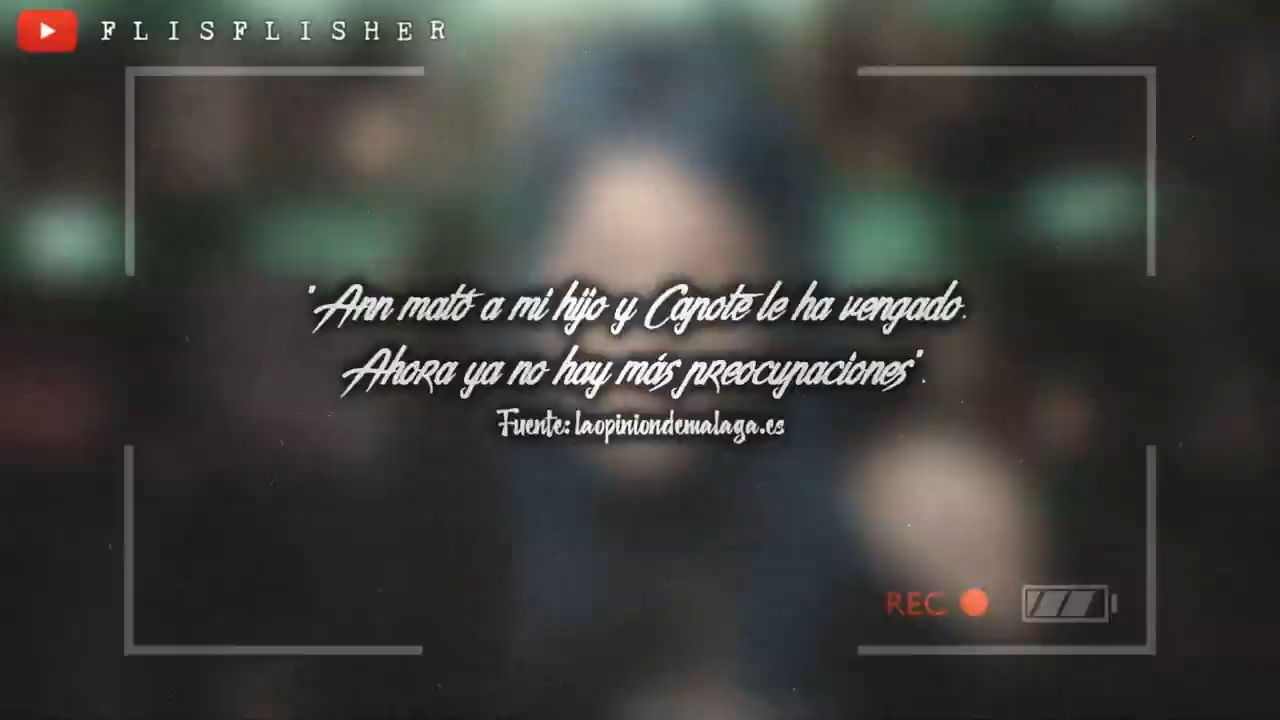 FLISFLISHER
"Ann mató a mi hijo y Capote le ha vengado.
Ahora ya no hay más preocupaciones".
Fuente: laopiniondemalaga.es
REC